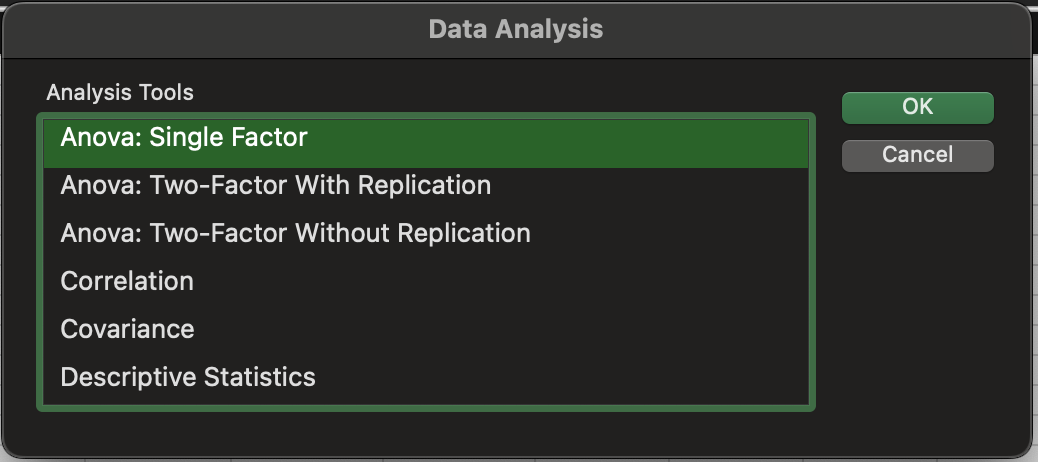 Data Analysis
Analysis Tools
Anova: Single Factor
Anova: Two-Factor With Replication
Anova: Two-Factor Without Replication
Correlation
Covariance
Descriptive Statistics
OK
Cancel